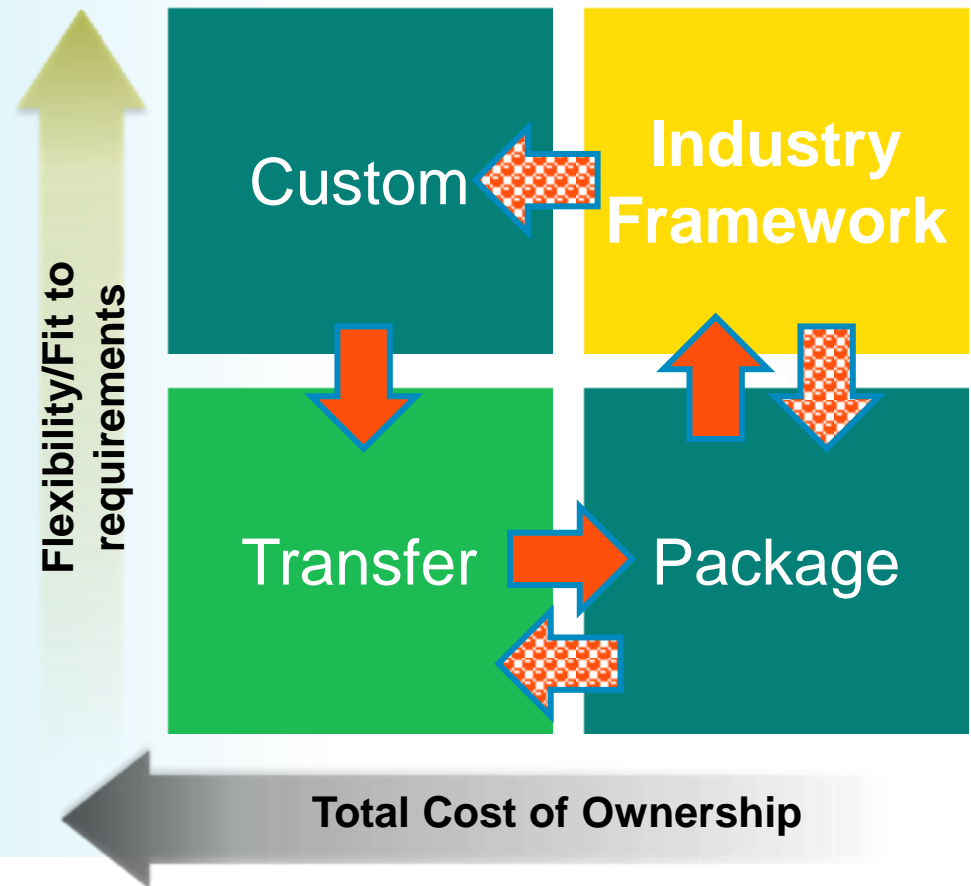 Custom
Industry
Framework
Flexibility/Fit to
requirements
Transfer
Package
Total Cost of Ownership